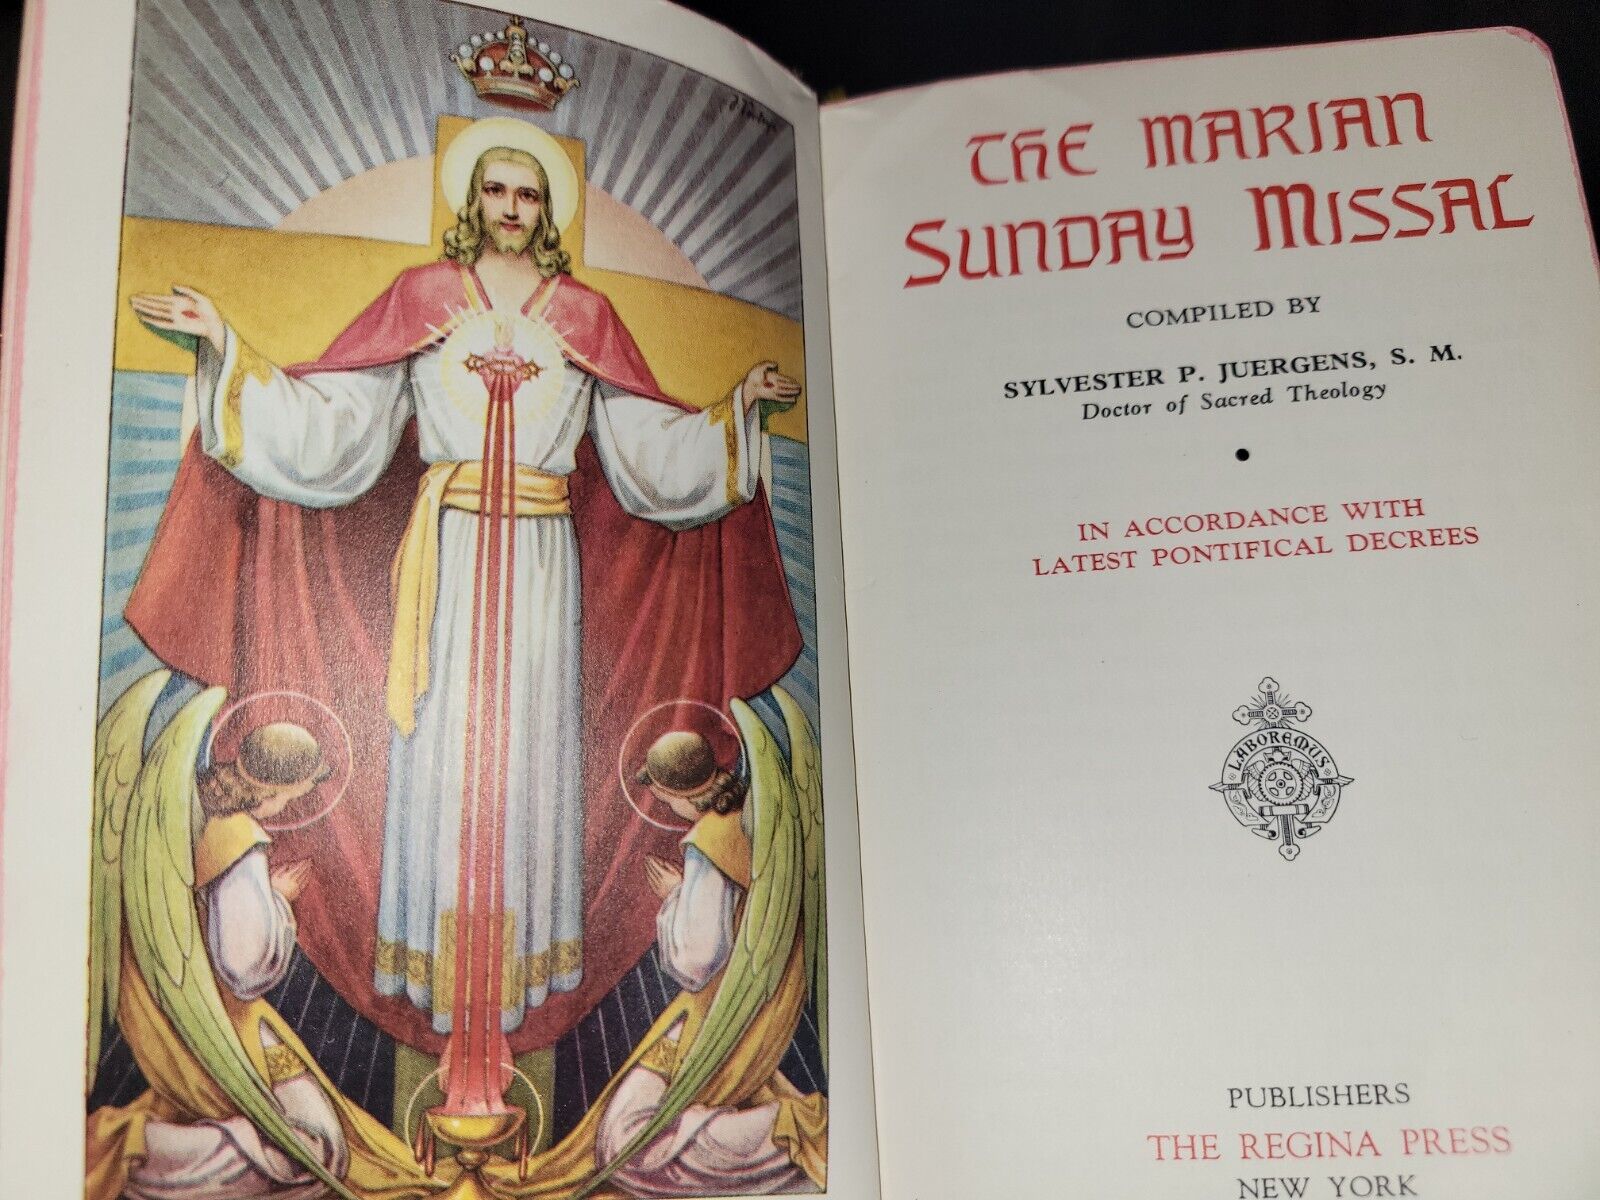 THE MARIAN
SUNDAY MISSAL
COMPILED BY
SYLVESTER P. JUERGENS, S. M.
Doctor of Sacred Theology
•
IN ACCORDANCE WITH
LATEST PONTIFICAL DECREES
LABOREMUS
PUBLISHERS
THE REGINA PRESS
NEW YORK